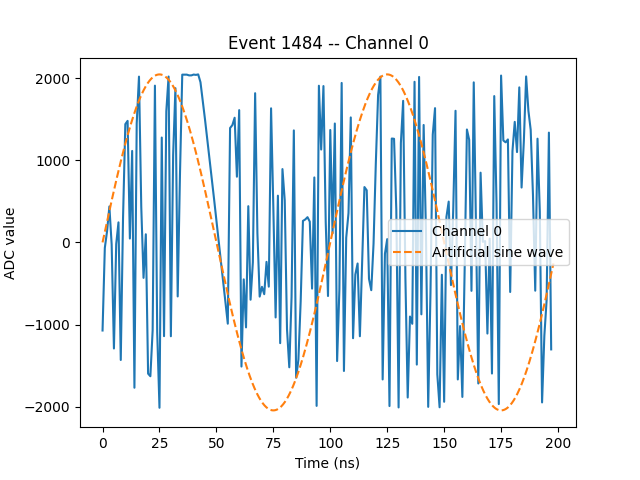 Event 1484 -- Channel 0
ADC value
2000
1000
0
−1000
−2000
Channel 0
Artificial sine wave
0 25 50 75 100 125 150 175 200
Time (ns)